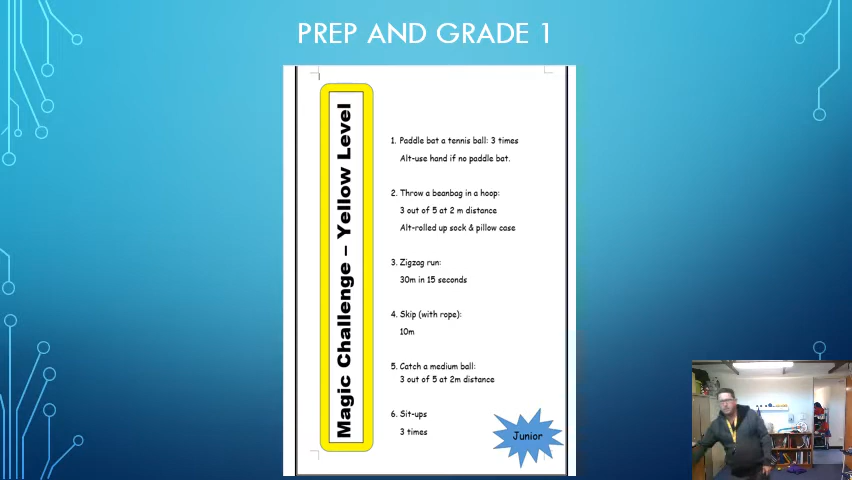 PREP AND GRADE 1
Magic Challenge – Yellow Level
1. Paddle bat a tennis ball: 3 times
Alt-use hand if no paddle bat.
2. Throw a beanbag in a hoop:
3 out of 5 at 2 m distance
Alt-rolled up sock & pillow case
3. Zigzag run:
30m in 15 seconds
4. Skip (with rope):
10m
5. Catch a medium ball:
3 out of 5 at 2m distance
6. Sit-ups
3 times
Junior